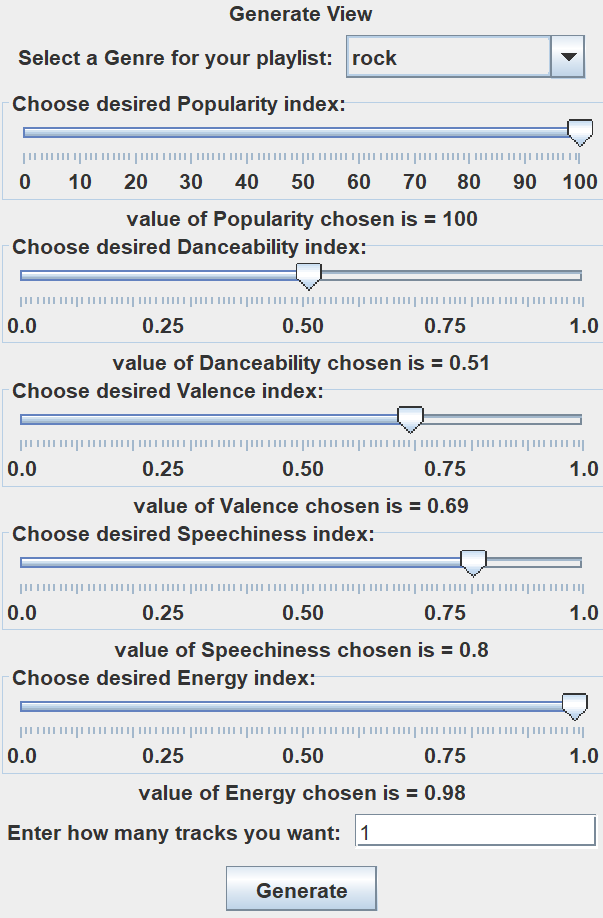 Generate View
Select a Genre for your playlist: rock
Choose desired Popularity index:
0 10 20 30 40 50 60 70 80 90 100
value of Popularity chosen is = 100
Choose desired Danceability index:
0.0 0.25 0.50 0.75 1.0
value of Danceability chosen is = 0.51
Choose desired Valence index:
0.0 0.25 0.50 0.75 1.0
value of Valence chosen is = 0.69
Choose desired Speechiness index:
0.0 0.25 0.50 0.75 1.0
value of Speechiness chosen is = 0.8
Choose desired Energy index:
0.0 0.25 0.50 0.75 1.0
value of Energy chosen is = 0.98
Enter how many tracks you want: 1
Generate